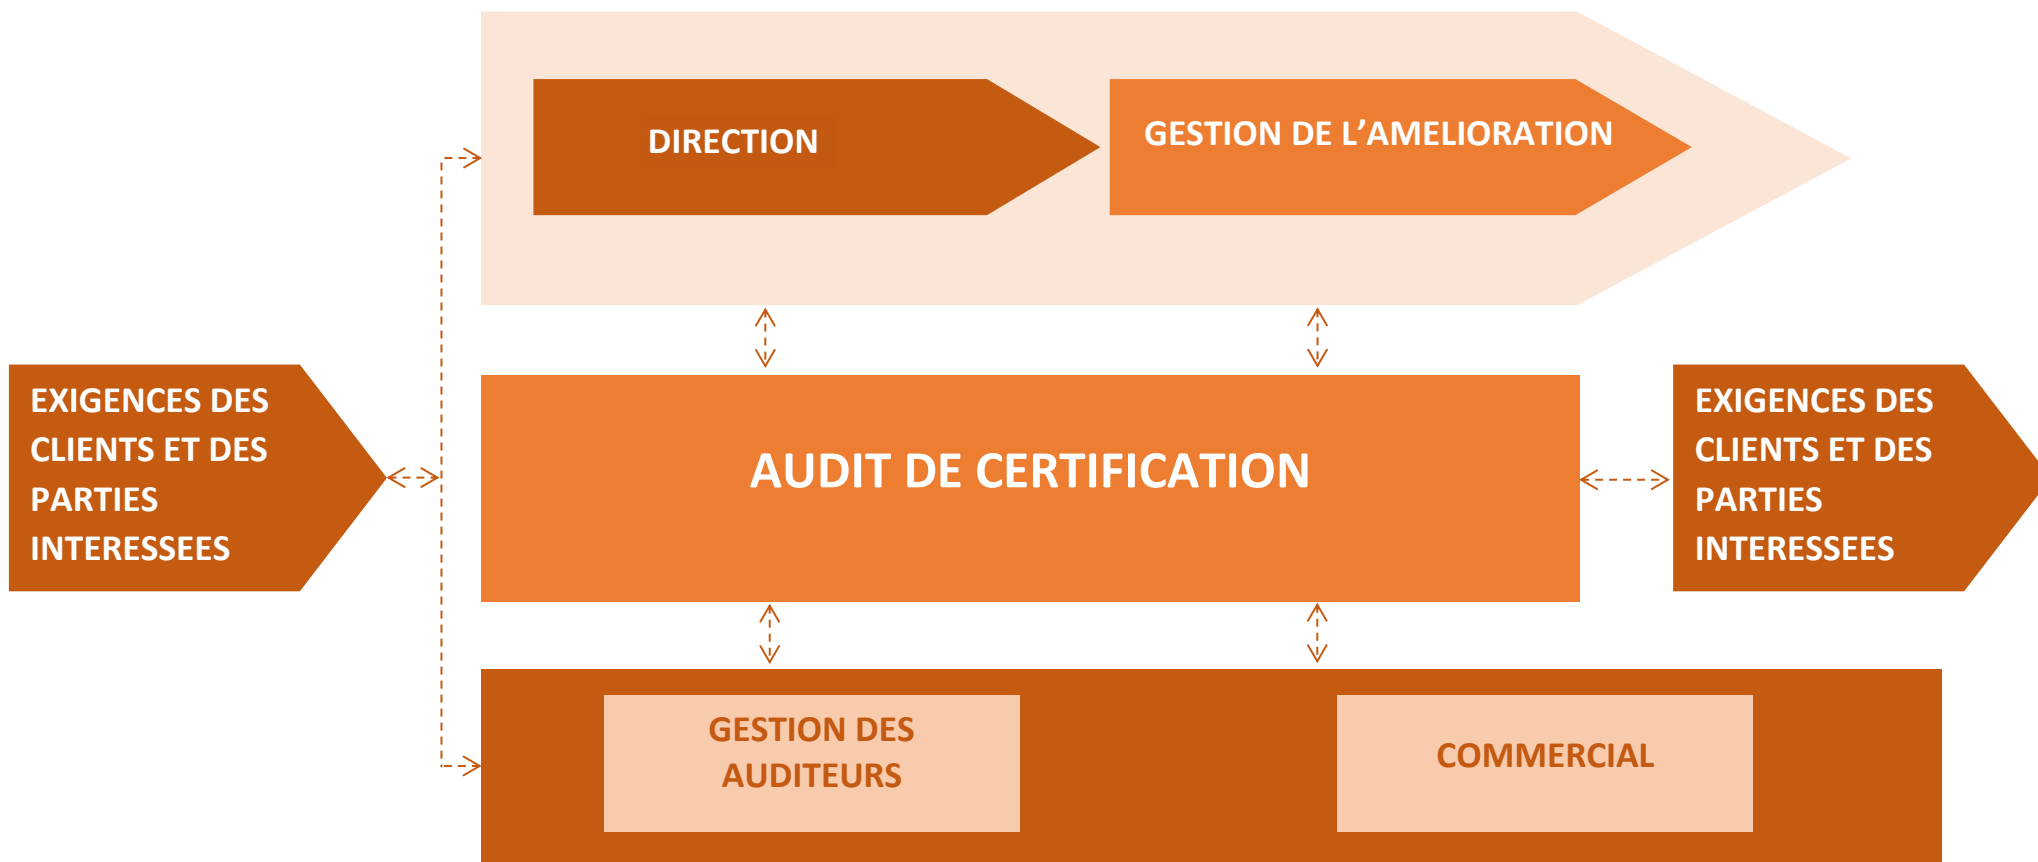 DIRECTION
GESTION DE L’AMELIORATION
EXIGENCES DES
CLIENTS ET DES
PARTIES
INTERESSEES
AUDIT DE CERTIFICATION
EXIGENCES DES
CLIENTS ET DES
PARTIES
INTERESSEES
GESTION DES
AUDITEURS
COMMERCIAL